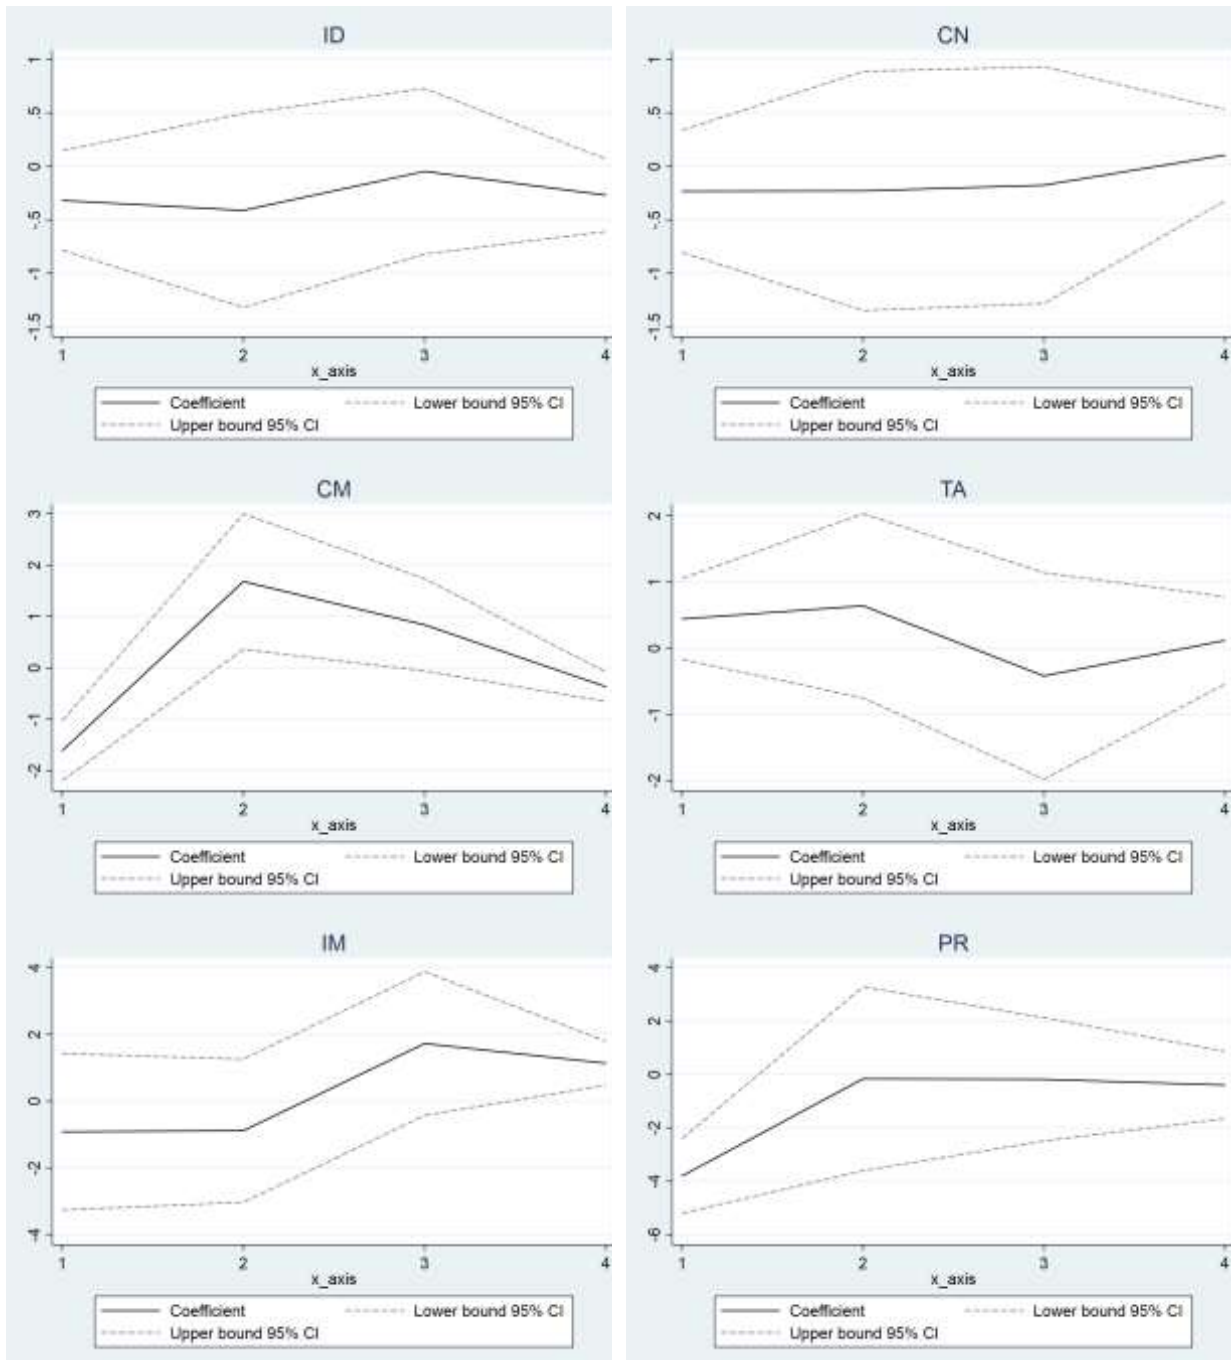 ID
1
.5
0
-.5
-1
-1.5
1 2 3 4
x_axis
Coefficient Lower bound 95% CI
Upper bound 95% CI
CN
1
.5
0
-.5
-1
-1.5
1 2 3 4
x_axis
Coefficient Lower bound 95% CI
Upper bound 95% CI
CM
3
2
1
0
-1
-2
1 2 3 4
x_axis
Coefficient Lower bound 95% CI
Upper bound 95% CI
TA
2
1
0
-1
-2
1 2 3 4
x_axis
Coefficient Lower bound 95% CI
Upper bound 95% CI
IM
4
2
0
-2
-4
1 2 3 4
x_axis
Coefficient Lower bound 95% CI
Upper bound 95% CI
PR
4
2
0
-2
-4
-6
1 2 3 4
x_axis
Coefficient Lower bound 95% CI
Upper bound 95% CI